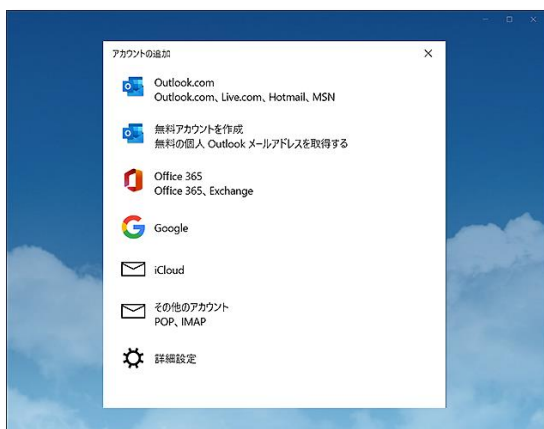 アカウントの追加
Outlook.com
Outlook.com、Live.com、Hotmail、MSN
無料アカウントを作成
無料の個人 Outlook メールアドレスを取得する
Office 365
Office 365、Exchange
Google
iCloud
その他のアカウント
POP、IMAP
詳細設定